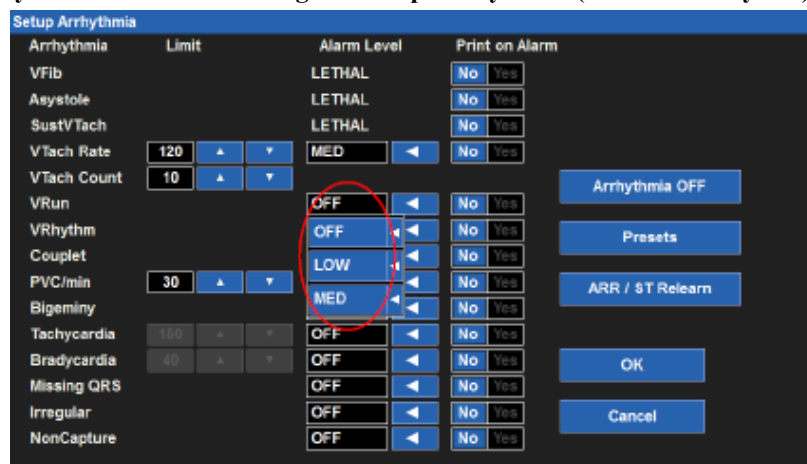 Setup Arrhythmia
Arrhythmia Limit Alarm Level Print on Alarm
VFib LETHAL No Yes
Asystole LETHAL No Yes
SustVTach LETHAL No Yes
VTach Rate 120 MED No Yes
VTach Count 10
Arrhythmia OFF
VRun OFF No Yes
VRhythm OFF No Yes
Presets
Couplet LOW No Yes
PVC/min 30 No Yes
ARR / ST Relearn
Bigeminy MED No Yes
Tachycardia 150 OFF No Yes
Bradycardia 40 OFF No Yes
OK
Missing QRS OFF No Yes
Irregular OFF No Yes
Cancel
NonCapture OFF No Yes